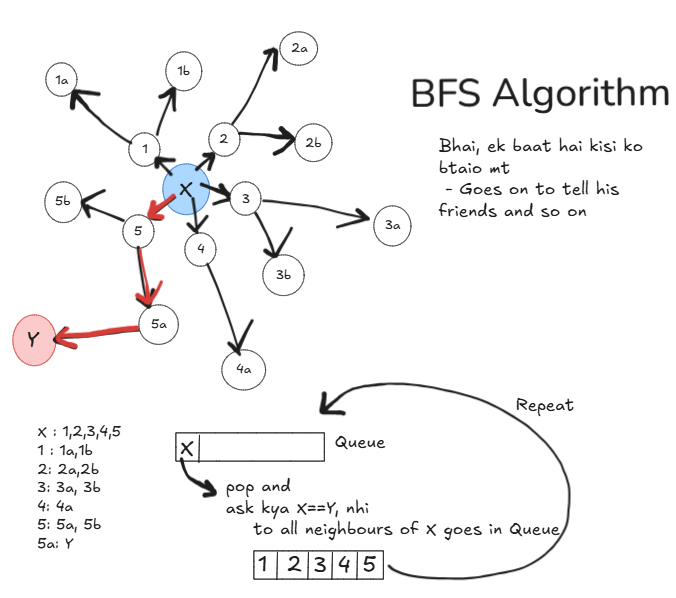 BFS Algorithm
Bhai, ek baat hai kisi ko
btaio mt
- Goes on to tell his
friends and so on
2a
1b
1a
2
1
2b
X
5b
3
5
3a
4
3b
5a
Y
4a
Repeat
X : 1,2,3,4,5
1 : 1a,1b
2: 2a,2b
3: 3a, 3b
4: 4a
5: 5a, 5b
5a: Y
X
Queue
pop and
ask kya X==Y, nhi
to all neighbours of X goes in Queue
1 2 3 4 5